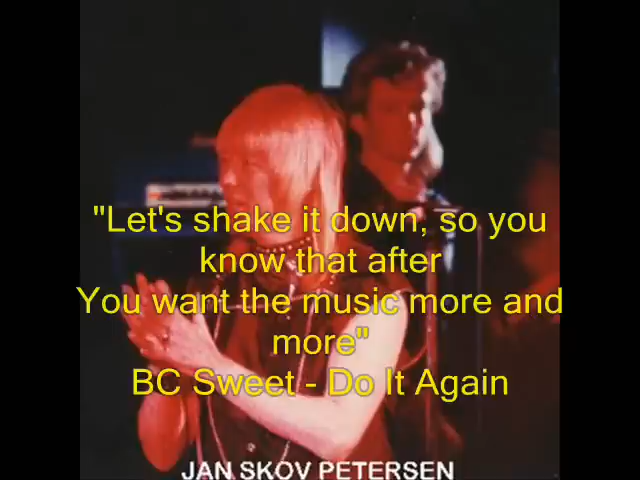 "Let's shake it down, so you
know that after
You want the music more and
more"
BC Sweet - Do It Again
JAN SKOV PETERSEN